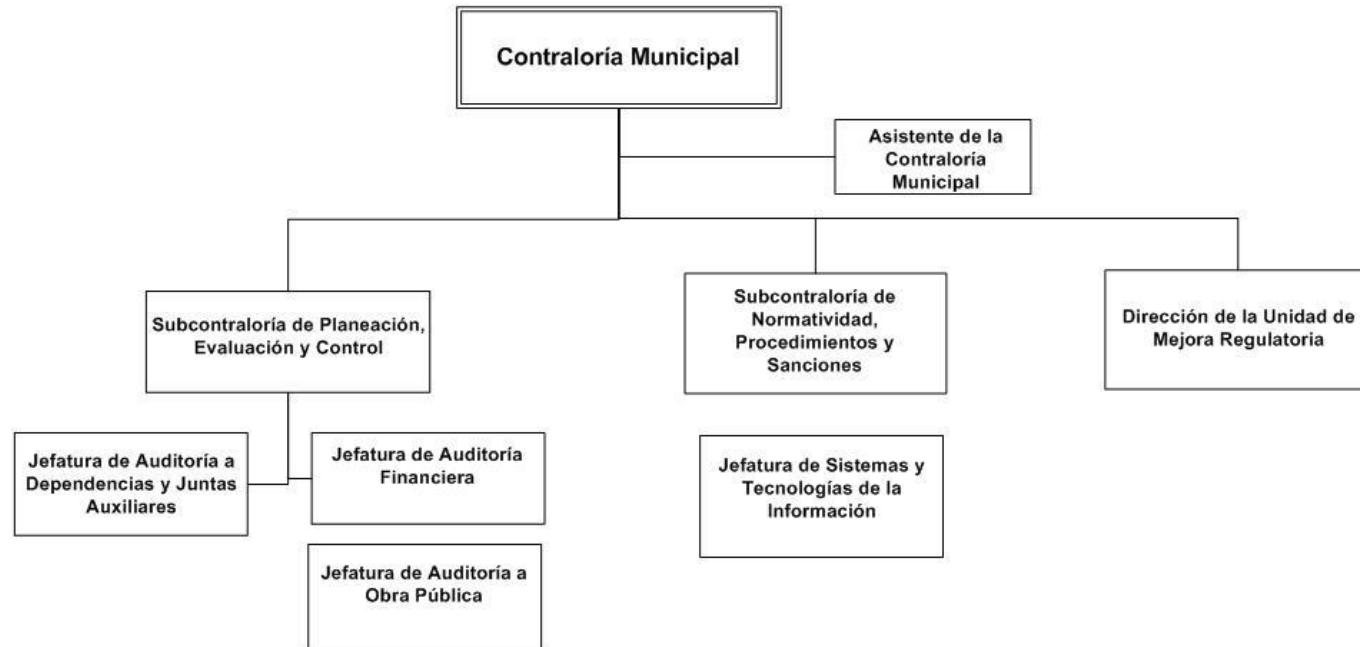 Contraloría Municipal
Asistente de la
Contraloría
Municipal
Subcontraloría de Planeación,
Evaluación y Control
Subcontraloría de
Normatividad,
Procedimientos y
Sanciones
Dirección de la Unidad de
Mejora Regulatoria
Jefatura de Auditoría a
Dependencias y Juntas
Auxiliares
Jefatura de Auditoría
Financiera
Jefatura de Sistemas y
Tecnologías de la
Información
Jefatura de Auditoría a
Obra Pública